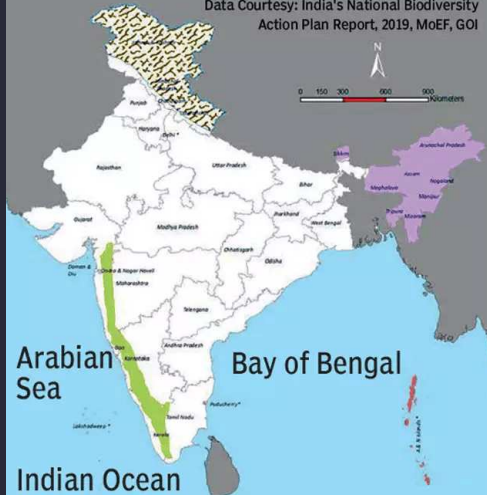 Data Courtesy: India's National Biodiversity
Action Plan Report, 2019, MoEF, GOI
N
0 150 300 600 900
Kilometers
Punjab
Haryana
Delhi
Rajasthan
Uttar Pradesh
Bihar
Sikkim
Arunachal Pradesh
Assam
Nagaland
Meghalaya
Manipur
Tripura
Mizoram
Gujarat
Madhya Pradesh
Jharkhand
West Bengal
Chhatisgarh
Odisha
Daman &
Diu
Dadra & Nagar Haveli
Maharashtra
Telengana
Goa
Karnataka
Andhra Pradesh
Arabian
Sea
Bay of Bengal
Puducherry
Lakshadweep
Tamil Nadu
Kerala
Indian Ocean